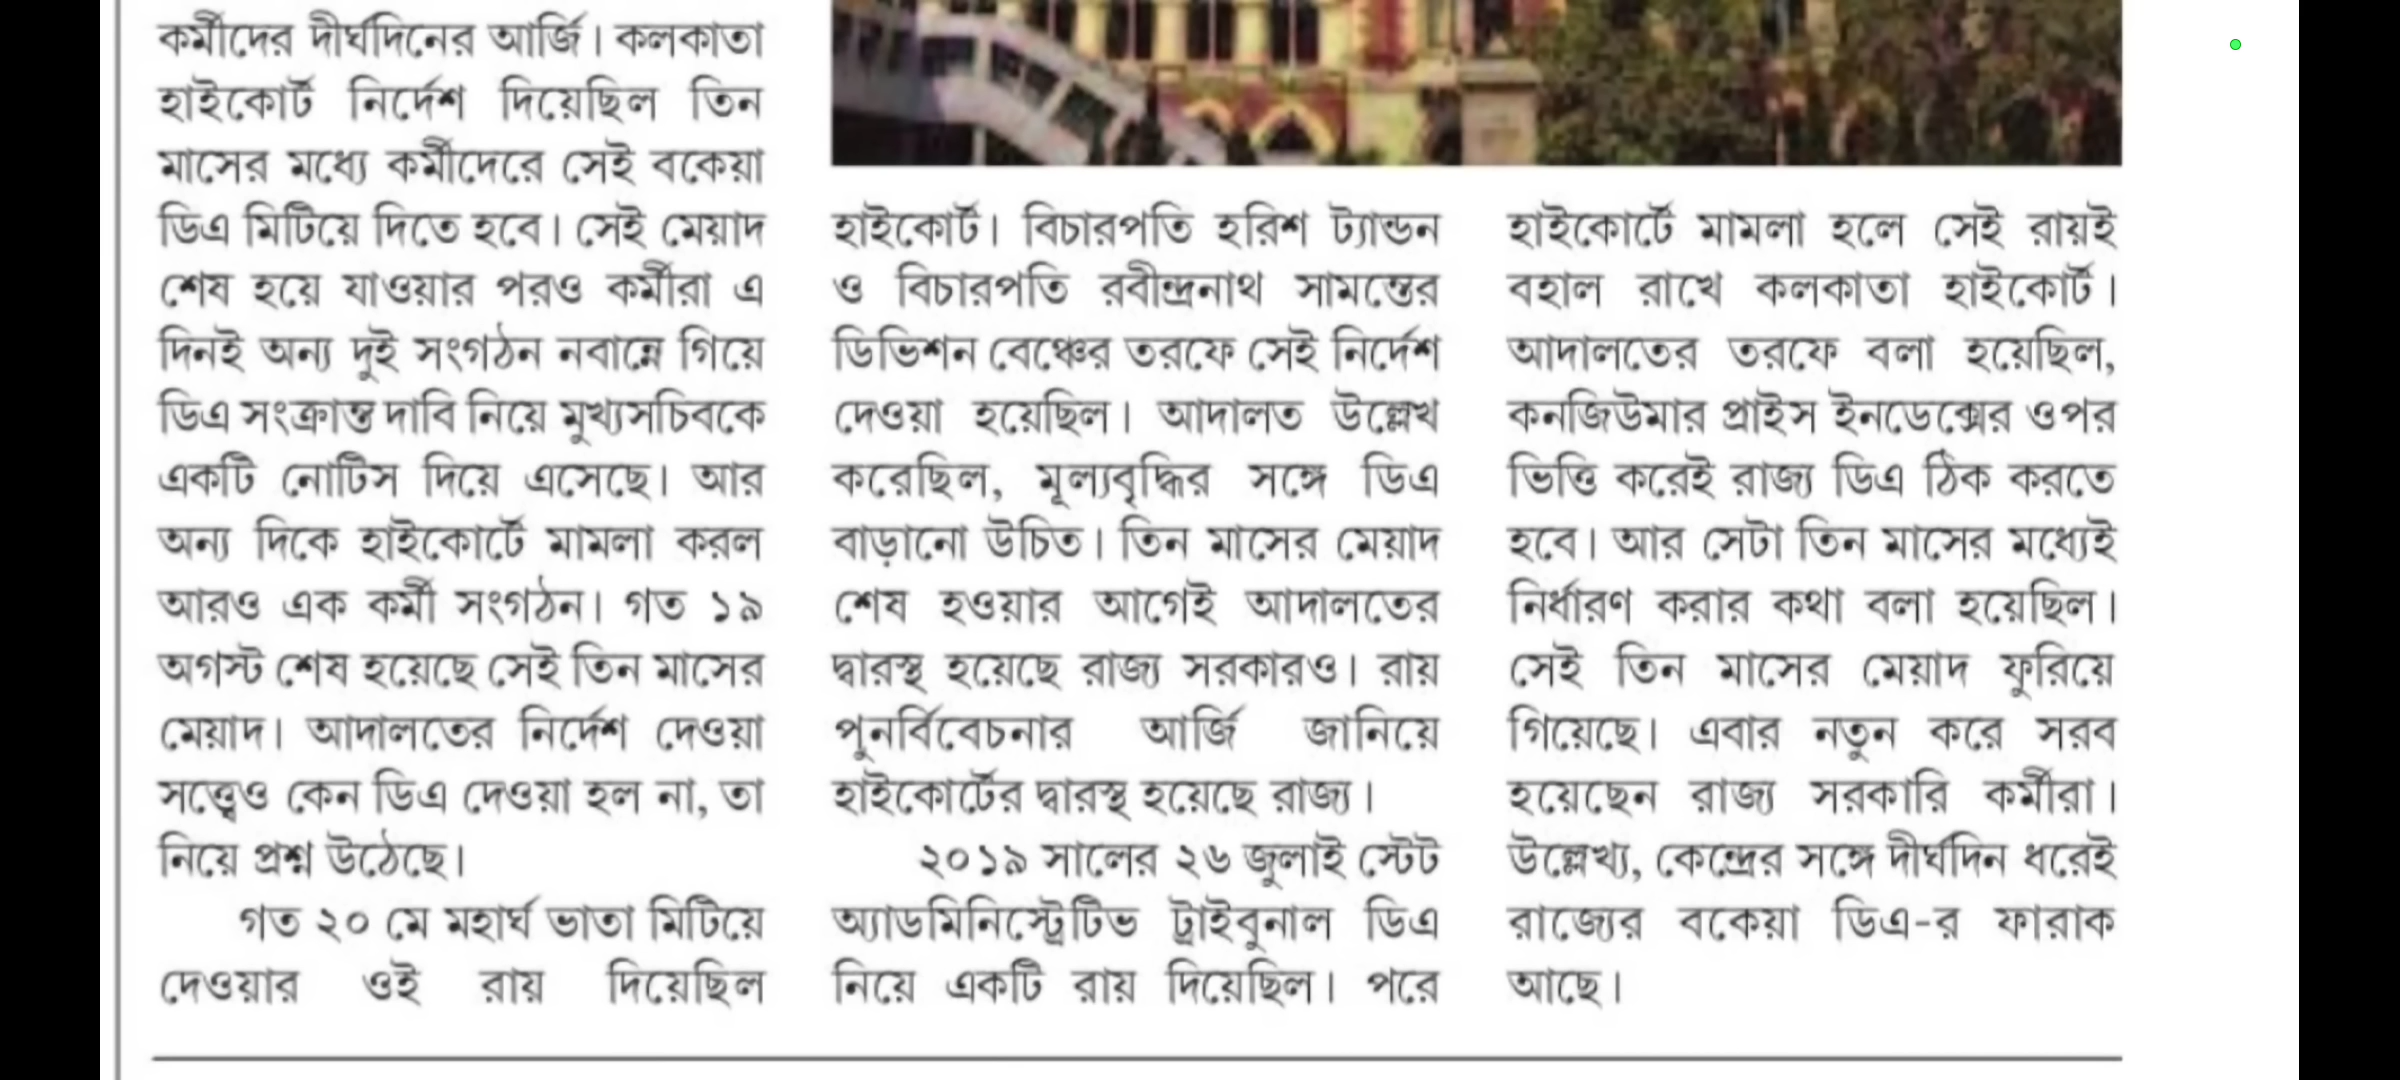 কর্মীদের দীর্ঘদিনের আর্জি। কলকাতা
হাইকোর্ট নির্দেশ দিয়েছিল তিন
মাসের মধ্যে কর্মীদেরে সেই বকেয়া
ডিএ মিটিয়ে দিতে হবে। সেই মেয়াদ
শেষ হয়ে যাওয়ার পরও কর্মীরা এ
দিনই অন্য দুই সংগঠন নবান্নে গিয়ে
ডিএ সংক্রান্ত দাবি নিয়ে মুখ্যসচিবকে
একটি নোটিস দিয়ে এসেছে। আর
অন্য দিকে হাইকোর্টে মামলা করল
আরও এক কর্মী সংগঠন। গত ১৯
অগস্ট শেষ হয়েছে সেই তিন মাসের
মেয়াদ। আদালতের নির্দেশ দেওয়া
সত্ত্বেও কেন ডিএ দেওয়া হল না, তা
নিয়ে প্রশ্ন উঠেছে।
গত ২০ মে মহার্ঘ ভাতা মিটিয়ে
দেওয়ার ওই রায় দিয়েছিল
হাইকোর্ট। বিচারপতি হরিশ ট্যান্ডন
ও বিচারপতি রবীন্দ্রনাথ সামন্তের
ডিভিশন বেঞ্চের তরফে সেই নির্দেশ
দেওয়া হয়েছিল। আদালত উল্লেখ
করেছিল, মূল্যবৃদ্ধির সঙ্গে ডিএ
বাড়ানো উচিত। তিন মাসের মেয়াদ
শেষ হওয়ার আগেই আদালতের
দ্বারস্থ হয়েছে রাজ্য সরকারও। রায়
পুনর্বিবেচনার আর্জি জানিয়ে
হাইকোর্টের দ্বারস্থ হয়েছে রাজ্য।
২০১৯ সালের ২৬ জুলাই স্টেট
অ্যাডমিনিস্ট্রেটিভ ট্রাইবুনাল ডিএ
নিয়ে একটি রায় দিয়েছিল। পরে
হাইকোর্টে মামলা হলে সেই রায়ই
বহাল রাখে কলকাতা হাইকোর্ট।
আদালতের তরফে বলা হয়েছিল,
কনজিউমার প্রাইস ইনডেক্সের ওপর
ভিত্তি করেই রাজ্য ডিএ ঠিক করতে
হবে। আর সেটা তিন মাসের মধ্যেই
নির্ধারণ করার কথা বলা হয়েছিল।
সেই তিন মাসের মেয়াদ ফুরিয়ে
গিয়েছে। এবার নতুন করে সরব
হয়েছেন রাজ্য সরকারি কর্মীরা।
উল্লেখ্য, কেন্দ্রের সঙ্গে দীর্ঘদিন ধরেই
রাজ্যের বকেয়া ডিএ-র ফারাক
আছে।